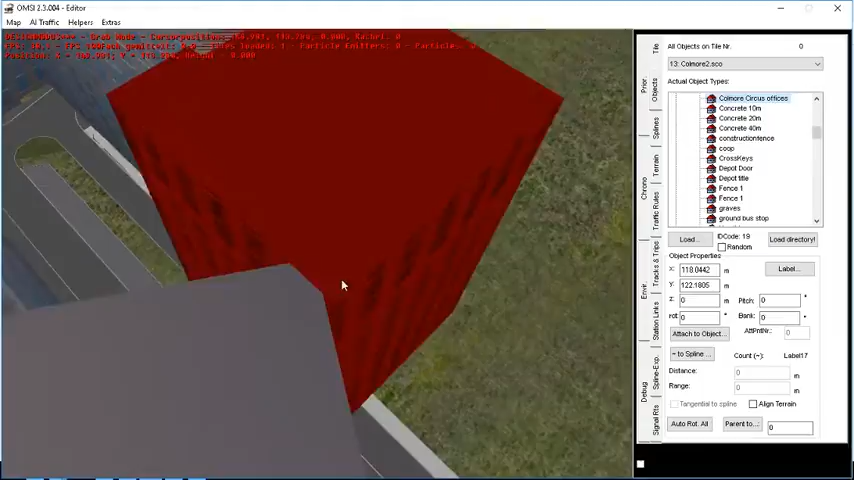 OMSI 2.3.004 - Editor
Map AI Traffic Helpers Extras
All Objects on Tile Nr. 0
13: Colmore2.sco
Actual Object Types:
Colmore Circus offices
Concrete 10m
Concrete 20m
Concrete 40m
constructionfence
coop
CrossKeys
Depot Door
Depot title
Fence 1
Fence 1
graves
ground bus stop
Load...
IDCode: 19
Random
Load directory!
Object Properties
x: 118.0442 m
Label...
Y: 122.1805 m
z: 0 m Pitch: 0 °
rot: 0 ° Bank: 0 °
Attach to Object...
AttPntNr.: 0
~ to Spline ...
Count (~): Label17
Distance: 0 m
Range: 0 m
Tangential to spline
Align Terrain
Auto Rot. All
Parent to...:
0
Tile
Objects
Splines
Terrain
Traffic Rules
Tracks & Trips
Station Links
Spline-Exp.
Signal Rts
Prior.
Chrono
Envir.
Debug